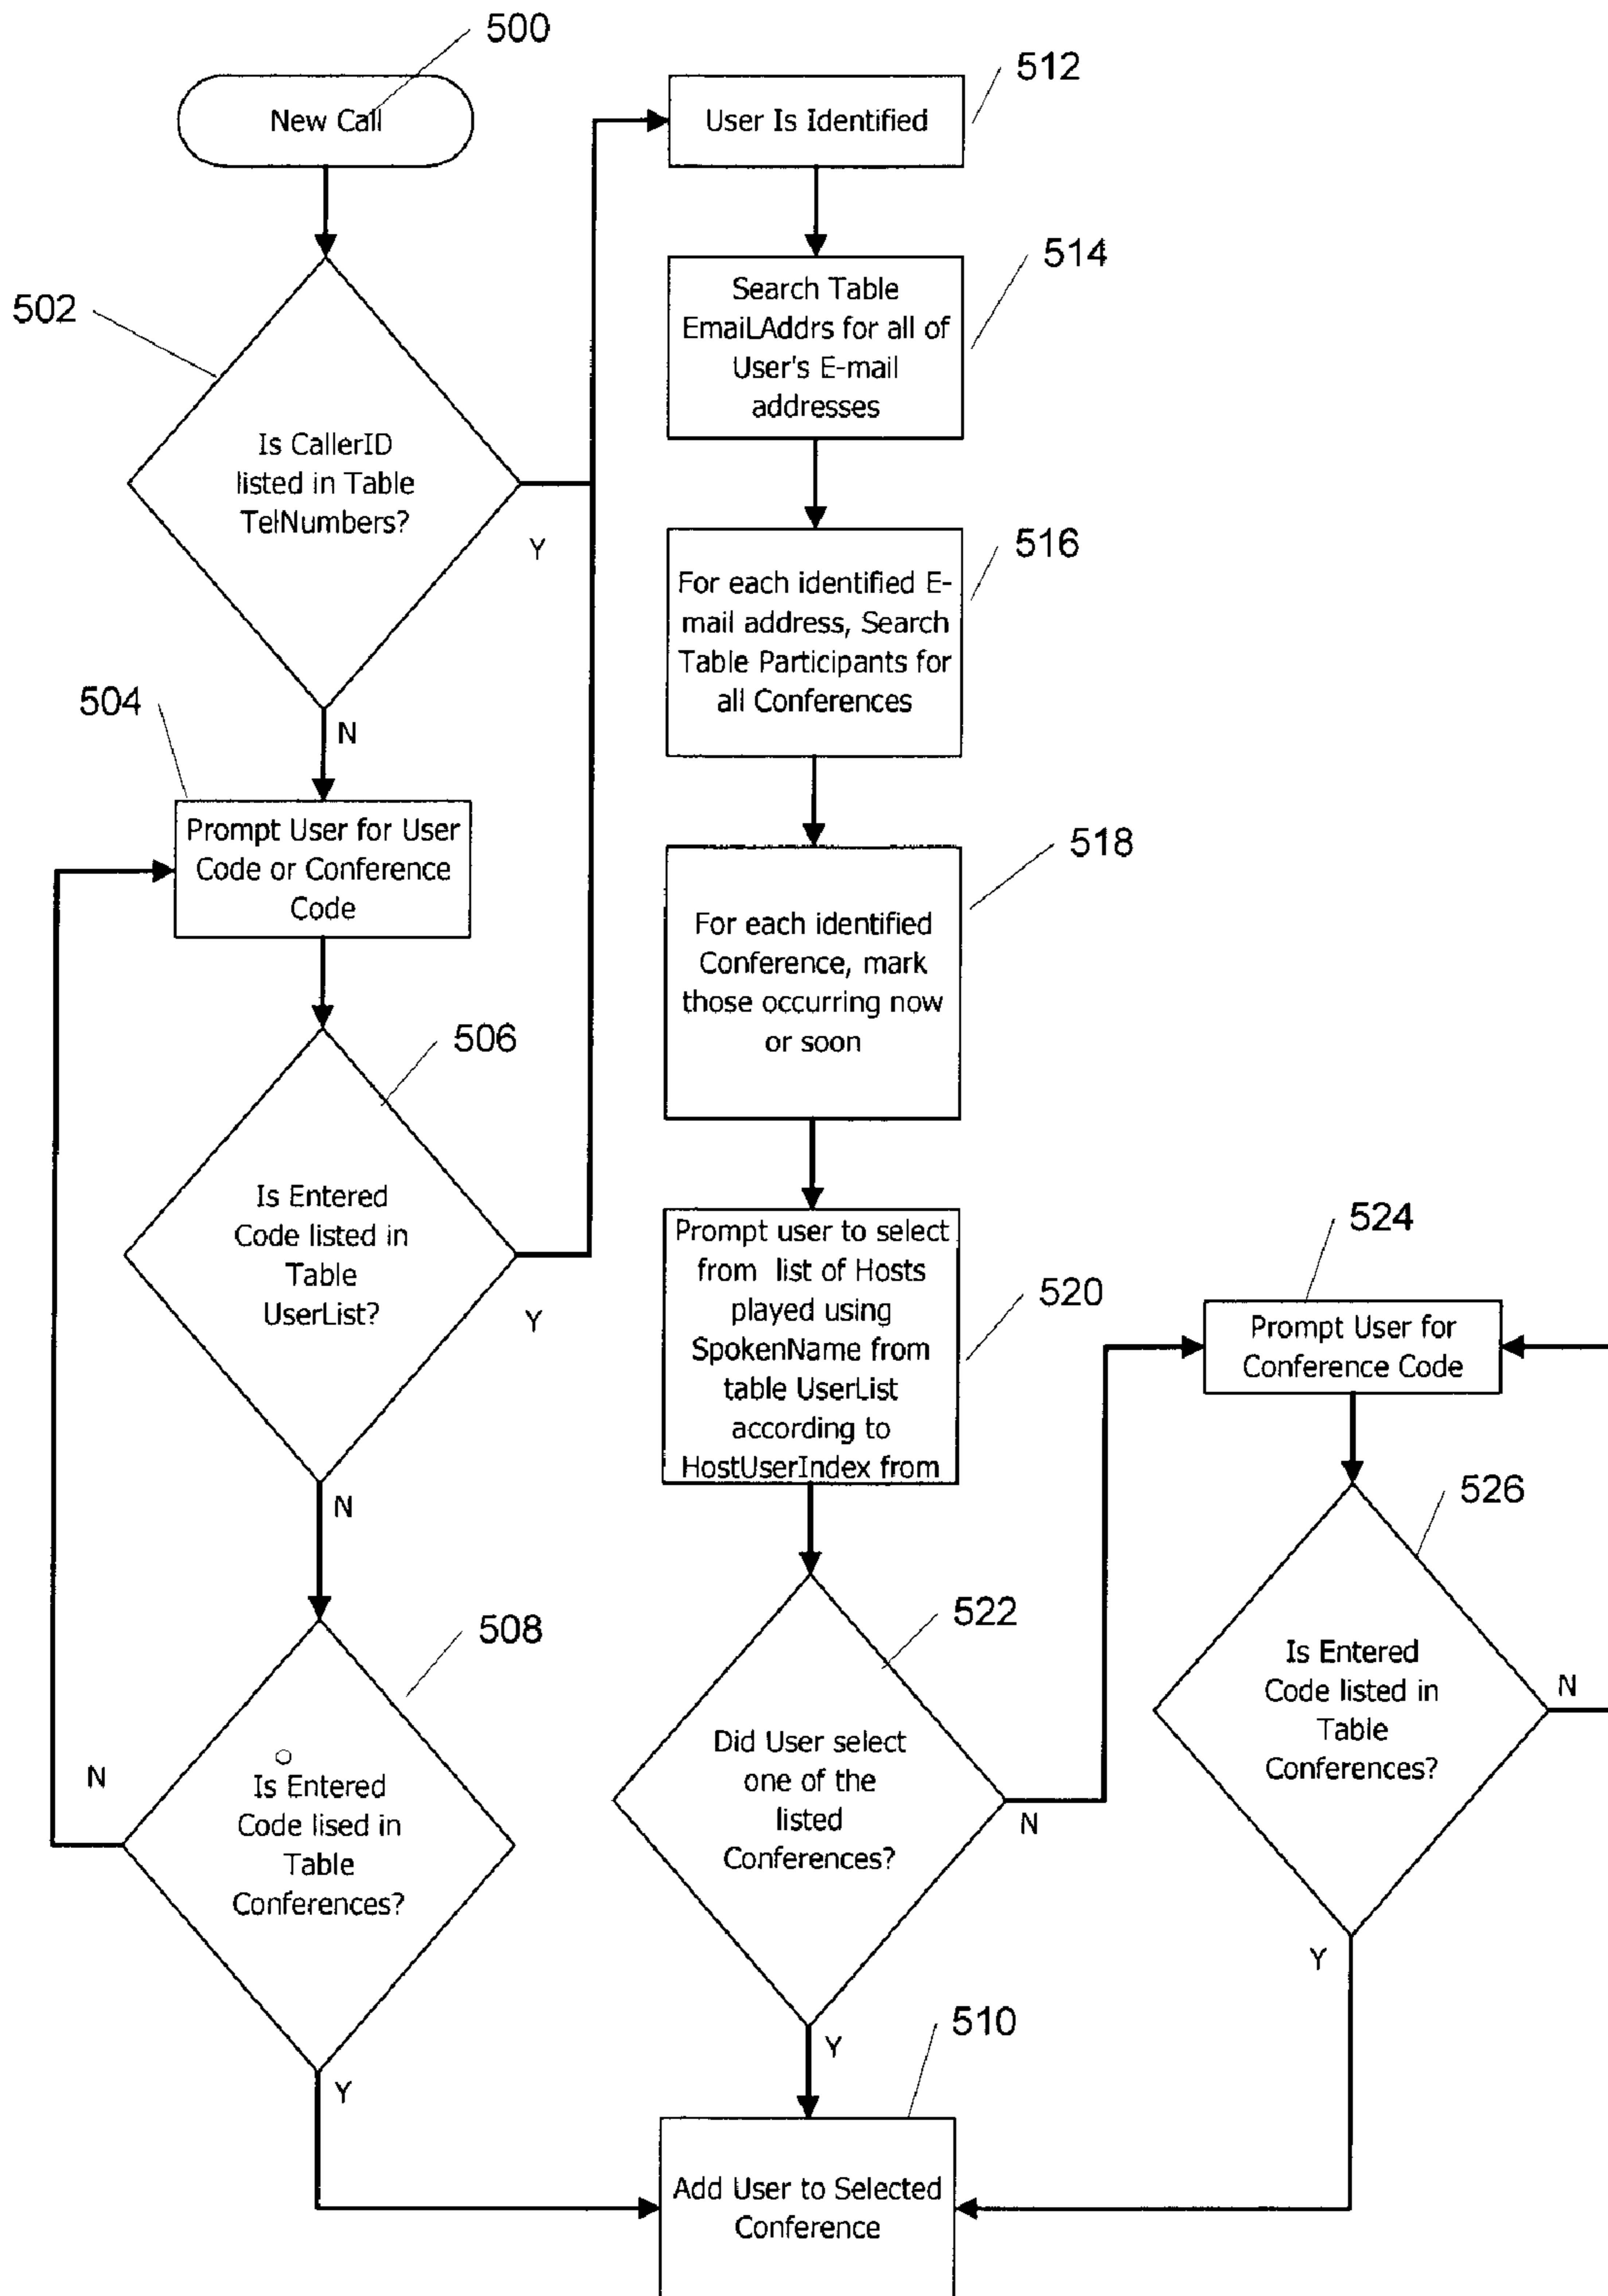 500
New Call
502
Is CallerID
listed in Table
TelNumbers?
Y
N
504
Prompt User for User
Code or Conference
Code
506
Is Entered
Code listed in
Table
UserList?
Y
N
508
Is Entered
Code lised in
Table
Conferences?
N
Y
512
User Is Identified
514
Search Table
EmaiLAddrs for all of
User's E-mail
addresses
516
For each identified E-
mail address, Search
Table Participants for
all Conferences
518
For each identified
Conference, mark
those occurring now
or soon
520
Prompt user to select
from list of Hosts
played using
SpokenName from
table UserList
according to
HostUserIndex from
522
Did User select
one of the
listed
Conferences?
N
Y
510
Add User to Selected
Conference
524
Prompt User for
Conference Code
526
Is Entered
Code listed in
Table
Conferences?
N
Y